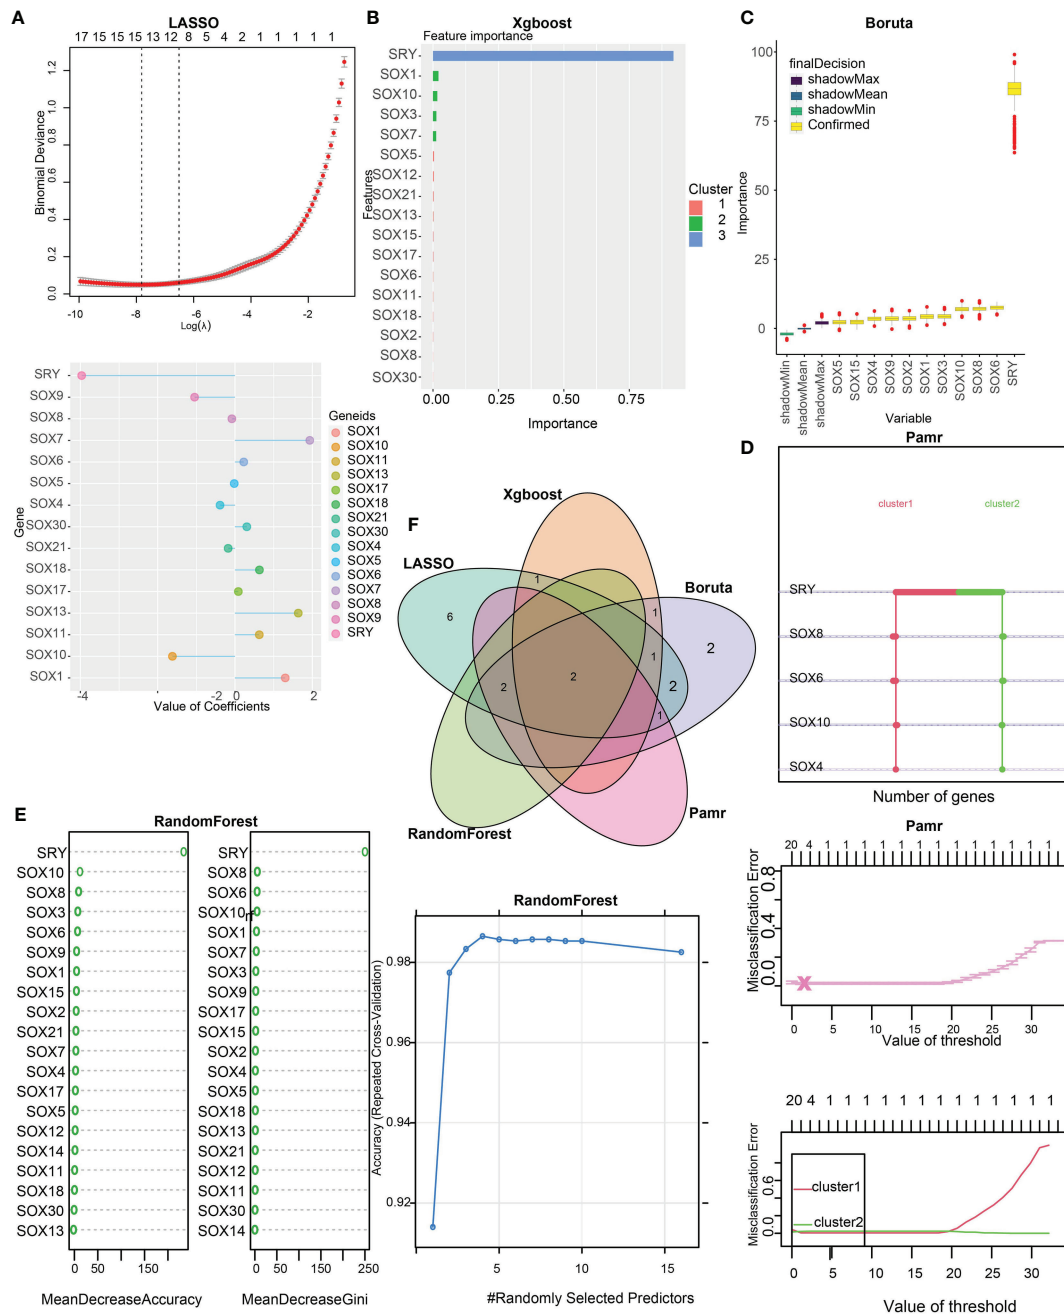 A
LASSO
17 15 15 15 15 13 12 8 5 4 2 1 1 1 1 1
Binomial Deviance
1.2
1.0
0.8
0.6
0.4
0.2
0.0
-10 -8 -6 -4 -2
Log(λ)
Gene
SRY
SOX9
SOX8
SOX7
SOX6
SOX5
SOX4
SOX30
SOX21
SOX18
SOX17
SOX13
SOX11
SOX10
SOX1
-4 -2 0 2
Value of Coefficients
Geneids
SOX1
SOX10
SOX11
SOX13
SOX17
SOX18
SOX21
SOX30
SOX4
SOX5
SOX6
SOX7
SOX8
SOX9
SRY
B
Xgboost
Feature importance
Features
SRY
SOX1
SOX10
SOX3
SOX7
SOX5
SOX12
SOX21
SOX13
SOX15
SOX17
SOX6
SOX11
SOX18
SOX2
SOX8
SOX30
0.00 0.25 0.50 0.75
Importance
Cluster
1
2
3
C
Boruta
finalDecision
shadowMax
shadowMean
shadowMin
Confirmed
Importance
100
75
50
25
0
shadowMin
shadowMean
shadowMax
SOX5
SOX15
SOX4
SOX9
SOX2
SOX1
SOX3
SOX10
SOX8
SOX6
SRY
Variable
D
Pamr
cluster1 cluster2
SRY
SOX8
SOX6
SOX10
SOX4
Number of genes
Pamr
20 4 1 1 1 1 1 1 1 1 1 1 1 1 1 1
Misclassification Error
0.8
0.4
0.0
0 5 10 15 20 25 30
Value of threshold
20 4 1 1 1 1 1 1 1 1 1 1 1 1 1 1
Misclassification Error
0.6
0.0
cluster1
cluster2
0 5 10 15 20 25 30
Value of threshold
F
Xgboost
LASSO
Boruta
RandomForest
Pamr
1
6
1
2
1
2
2
2
1
E
RandomForest
SRY
SOX10
SOX8
SOX3
SOX6
SOX9
SOX1
SOX15
SOX2
SOX21
SOX7
SOX4
SOX17
SOX5
SOX12
SOX14
SOX11
SOX18
SOX30
SOX13
0 50 100 200
MeanDecreaseAccuracy
SRY
SOX8
SOX6
SOX10
SOX1
SOX7
SOX3
SOX9
SOX17
SOX15
SOX2
SOX4
SOX5
SOX18
SOX13
SOX21
SOX12
SOX11
SOX30
SOX14
0 50 150 250
MeanDecreaseGini
RandomForest
Accuracy (Repeated Cross-Validation)
0.98
0.96
0.94
0.92
5 10 15
#Randomly Selected Predictors